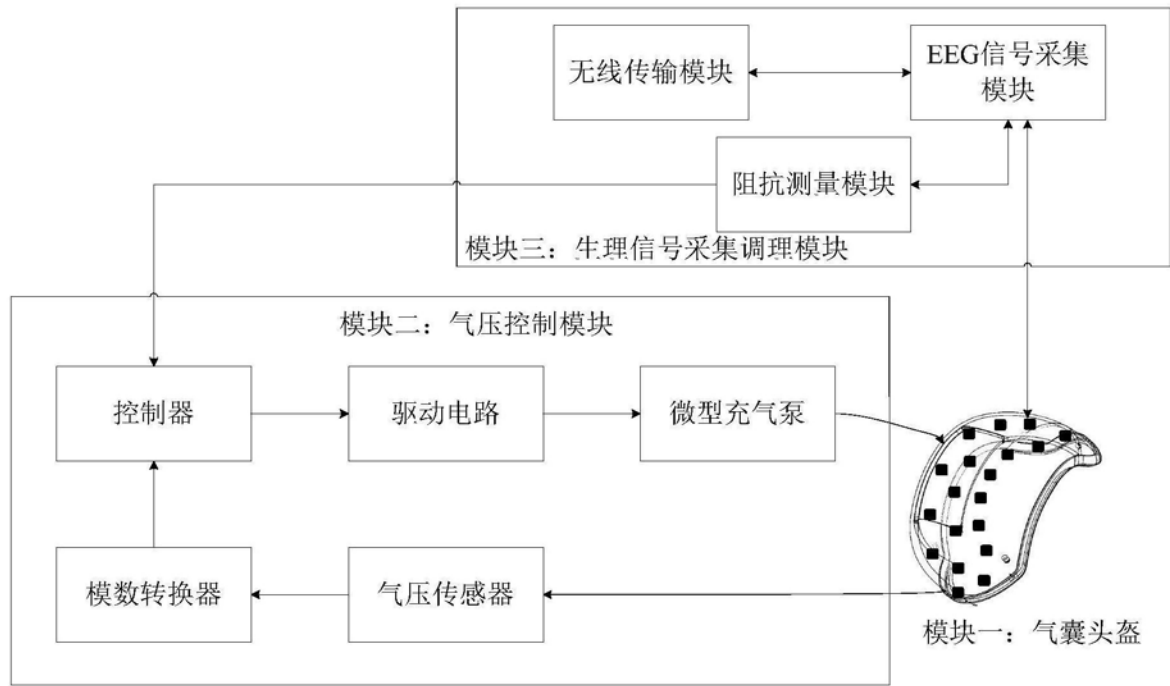 无线传输模块
EEG信号采集
模块
阻抗测量模块
模块三：生理信号采集调理模块
模块二：气压控制模块
控制器
驱动电路
微型充气泵
模数转换器
气压传感器
模块一：气囊头盔